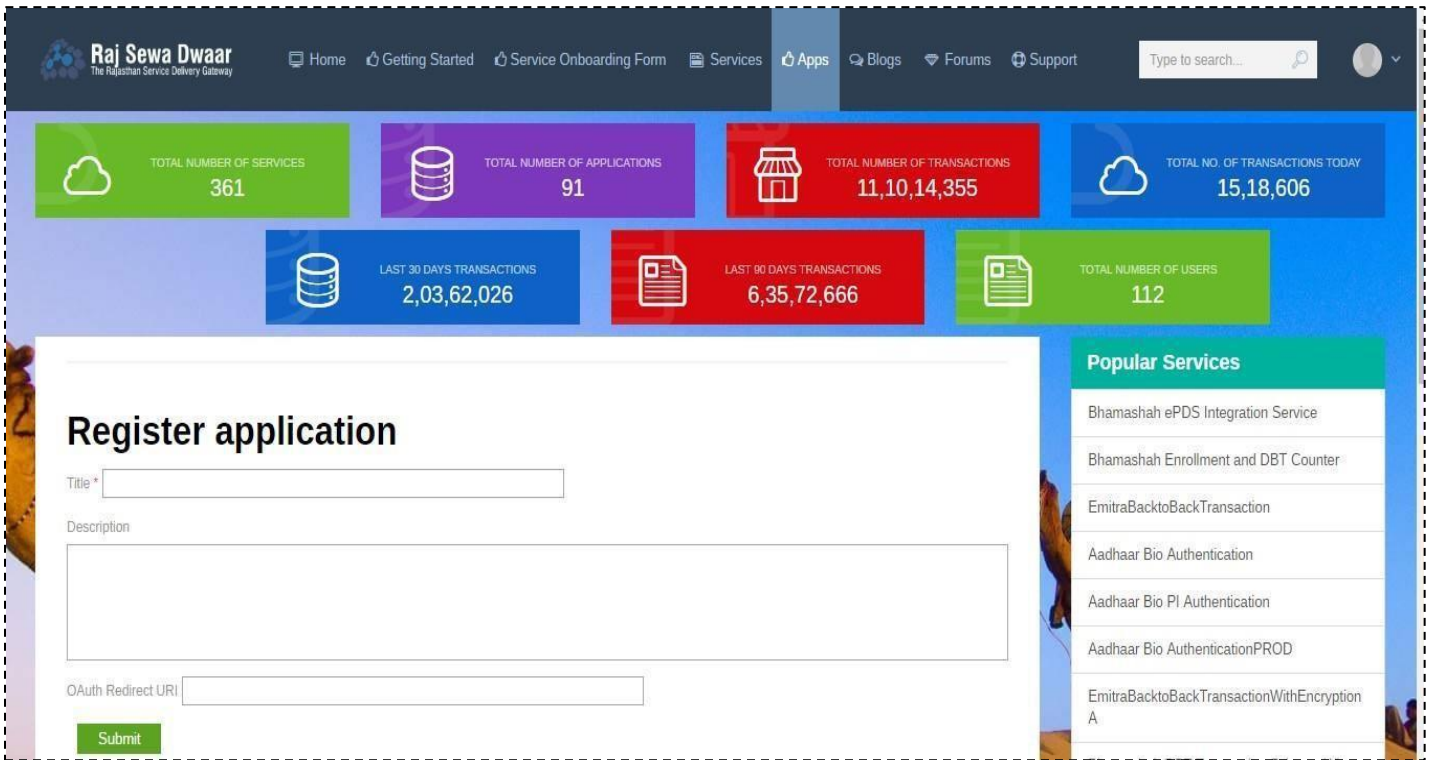 Raj Sewa Dwaar
The Rajasthan Service Delivery Gateway
Home Getting Started Service Onboarding Form Services Apps Blogs Forums Support Type to search...
TOTAL NUMBER OF SERVICES
361
TOTAL NUMBER OF APPLICATIONS
91
TOTAL NUMBER OF TRANSACTIONS
11,10,14,355
TOTAL NO. OF TRANSACTIONS TODAY
15,18,606
LAST 30 DAYS TRANSACTIONS
2,03,62,026
LAST 90 DAYS TRANSACTIONS
6,35,72,666
TOTAL NUMBER OF USERS
112
Register application
Title *
Description
OAuth Redirect URI
Submit
Popular Services
Bhamashah ePDS Integration Service
Bhamashah Enrollment and DBT Counter
EmitraBacktoBackTransaction
Aadhaar Bio Authentication
Aadhaar Bio PI Authentication
Aadhaar Bio AuthenticationPROD
EmitraBacktoBackTransactionWithEncryption
A